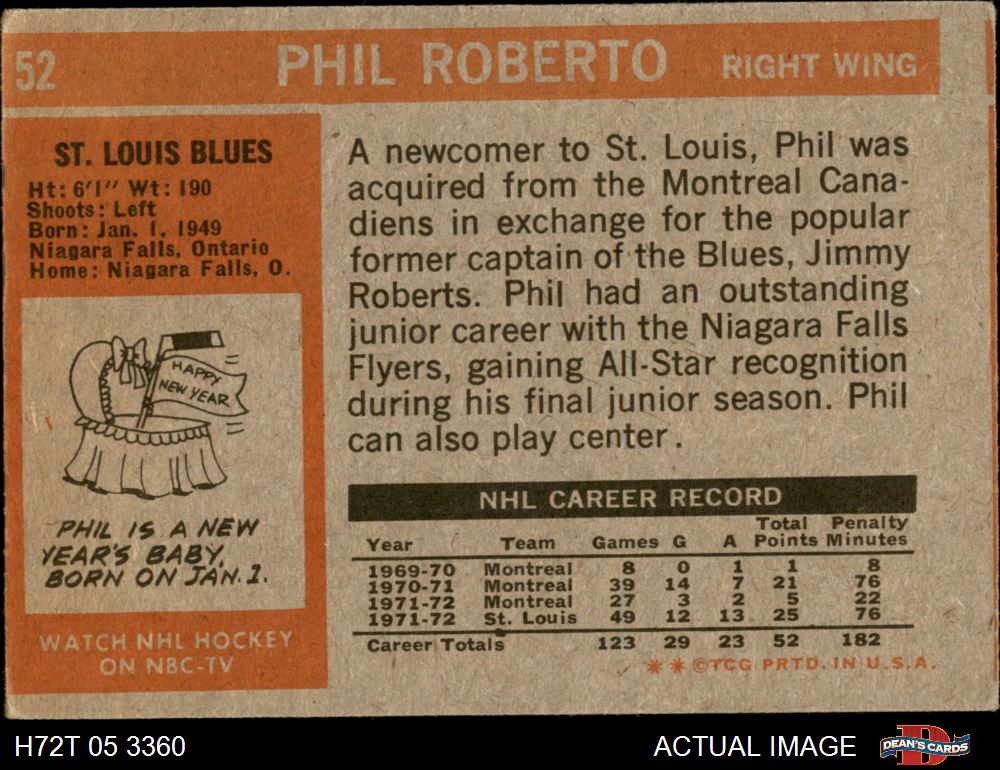 52 PHIL ROBERTO RIGHT WING
ST. LOUIS BLUES
Ht: 6'1" Wt: 190
Shoots: Left
Born: Jan. 1, 1949
Niagara Falls, Ontario
Home: Niagara Falls, O.
HAPPY
NEW YEAR
PHIL IS A NEW
YEAR'S BABY,
BORN ON JAN. 1.
WATCH NHL HOCKEY
ON NBC-TV
A newcomer to St. Louis, Phil was
acquired from the Montreal Cana-
diens in exchange for the popular
former captain of the Blues, Jimmy
Roberts. Phil had an outstanding
junior career with the Niagara Falls
Flyers, gaining All-Star recognition
during his final junior season. Phil
can also play center.
NHL CAREER RECORD
Total Penalty
Year Team Games G A Points Minutes
1969-70 Montreal 8 0 1 1 8
1970-71 Montreal 39 14 7 21 76
1971-72 Montreal 27 3 2 5 22
1971-72 St. Louis 49 12 13 25 76
Career Totals 123 29 23 52 182
* * ©TCG PRTD. IN U.S.A.
H72T 05 3360 ACTUAL IMAGE DEAN'S CARDS